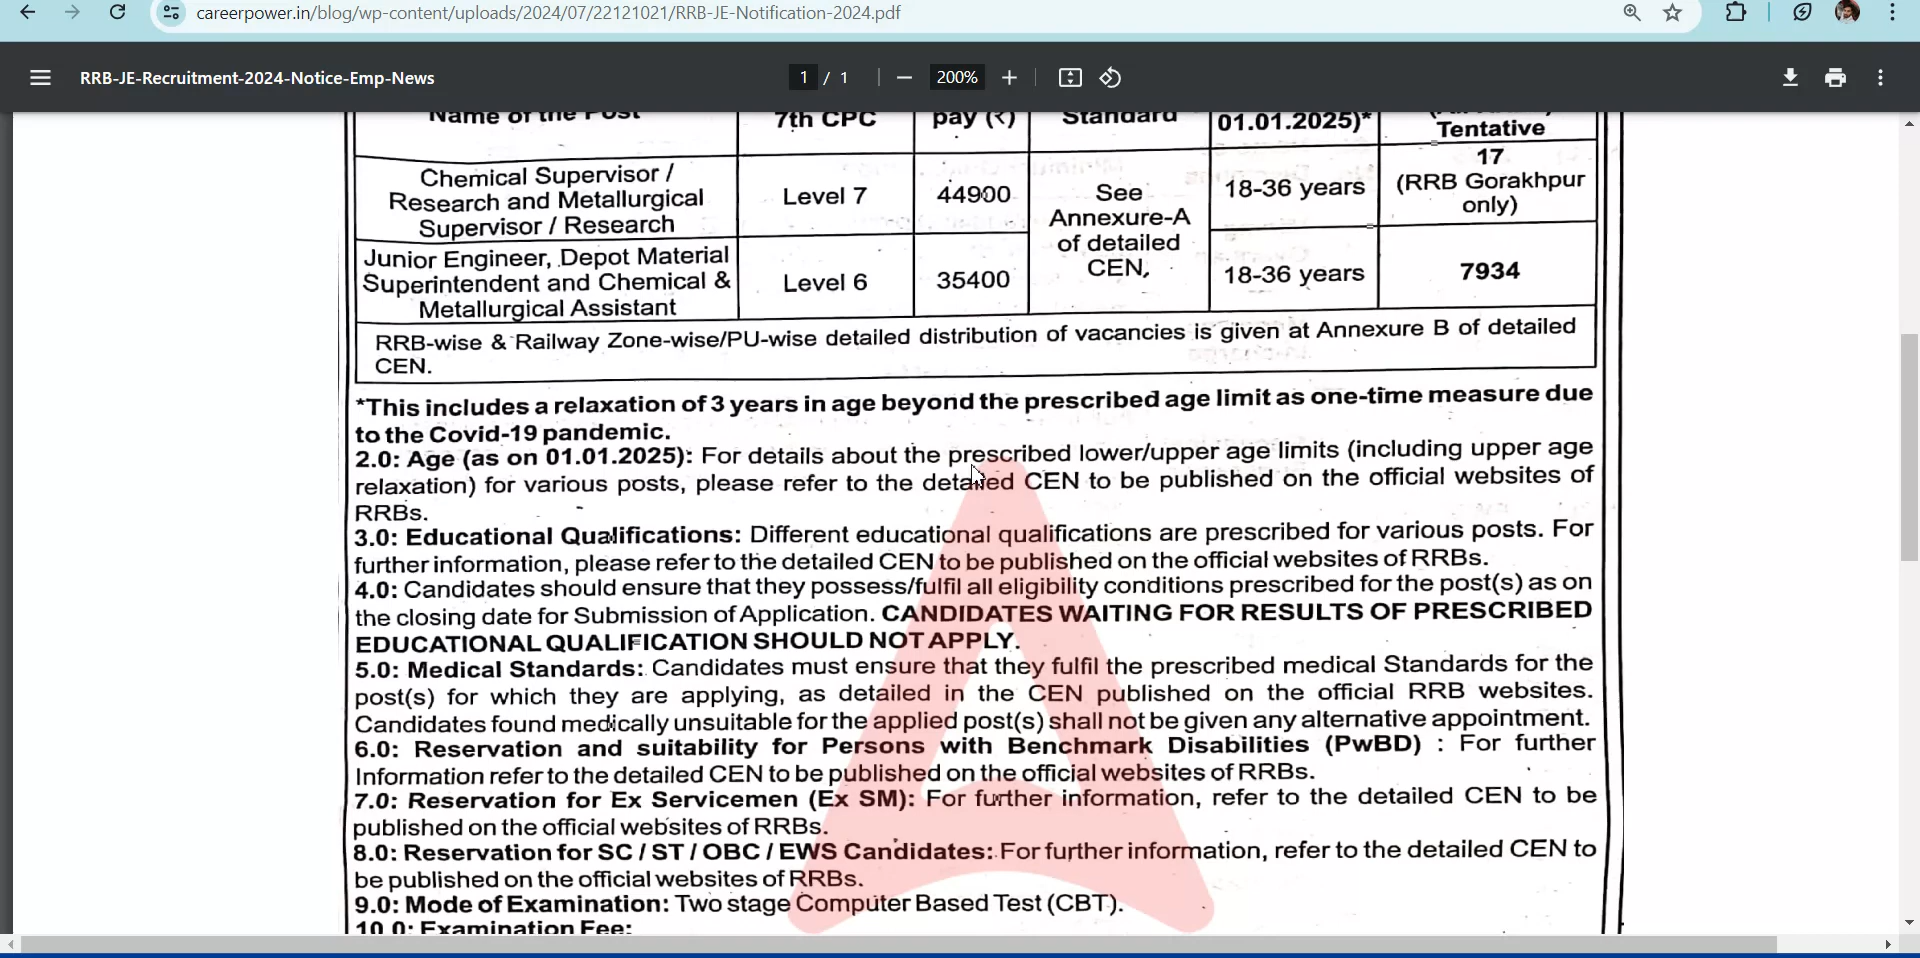 careerpower.in/blog/wp-content/uploads/2024/07/22121021/RRB-JE-Notification-2024.pdf
RRB-JE-Recruitment-2024-Notice-Emp-News
1 / 1
200%
Name of the Post
7th CPC
pay (₹)
Standard
01.01.2025)*
Tentative
Chemical Supervisor /
Research and Metallurgical
Supervisor / Research
Level 7
44900
See
Annexure-A
of detailed
CEN.
18-36 years
17
(RRB Gorakhpur
only)
Junior Engineer, Depot Material
Superintendent and Chemical &
Metallurgical Assistant
Level 6
35400
18-36 years
7934
RRB-wise & Railway Zone-wise/PU-wise detailed distribution of vacancies is given at Annexure B of detailed
CEN.
*This includes a relaxation of 3 years in age beyond the prescribed age limit as one-time measure due
to the Covid-19 pandemic.
2.0: Age (as on 01.01.2025): For details about the prescribed lower/upper age limits (including upper age
relaxation) for various posts, please refer to the detailed CEN to be published on the official websites of
RRBs.
3.0: Educational Qualifications: Different educational qualifications are prescribed for various posts. For
further information, please refer to the detailed CEN to be published on the official websites of RRBs.
4.0: Candidates should ensure that they possess/fulfil all eligibility conditions prescribed for the post(s) as on
the closing date for Submission of Application. CANDIDATES WAITING FOR RESULTS OF PRESCRIBED
EDUCATIONAL QUALIFICATION SHOULD NOT APPLY.
5.0: Medical Standards: Candidates must ensure that they fulfil the prescribed medical Standards for the
post(s) for which they are applying, as detailed in the CEN published on the official RRB websites.
Candidates found medically unsuitable for the applied post(s) shall not be given any alternative appointment.
6.0: Reservation and suitability for Persons with Benchmark Disabilities (PwBD) : For further
Information refer to the detailed CEN to be published on the official websites of RRBs.
7.0: Reservation for Ex Servicemen (Ex SM): For further information, refer to the detailed CEN to be
published on the official websites of RRBs.
8.0: Reservation for SC / ST / OBC / EWS Candidates: For further information, refer to the detailed CEN to
be published on the official websites of RRBs.
9.0: Mode of Examination: Two stage Computer Based Test (CBT).
10.0: Examination Fee: